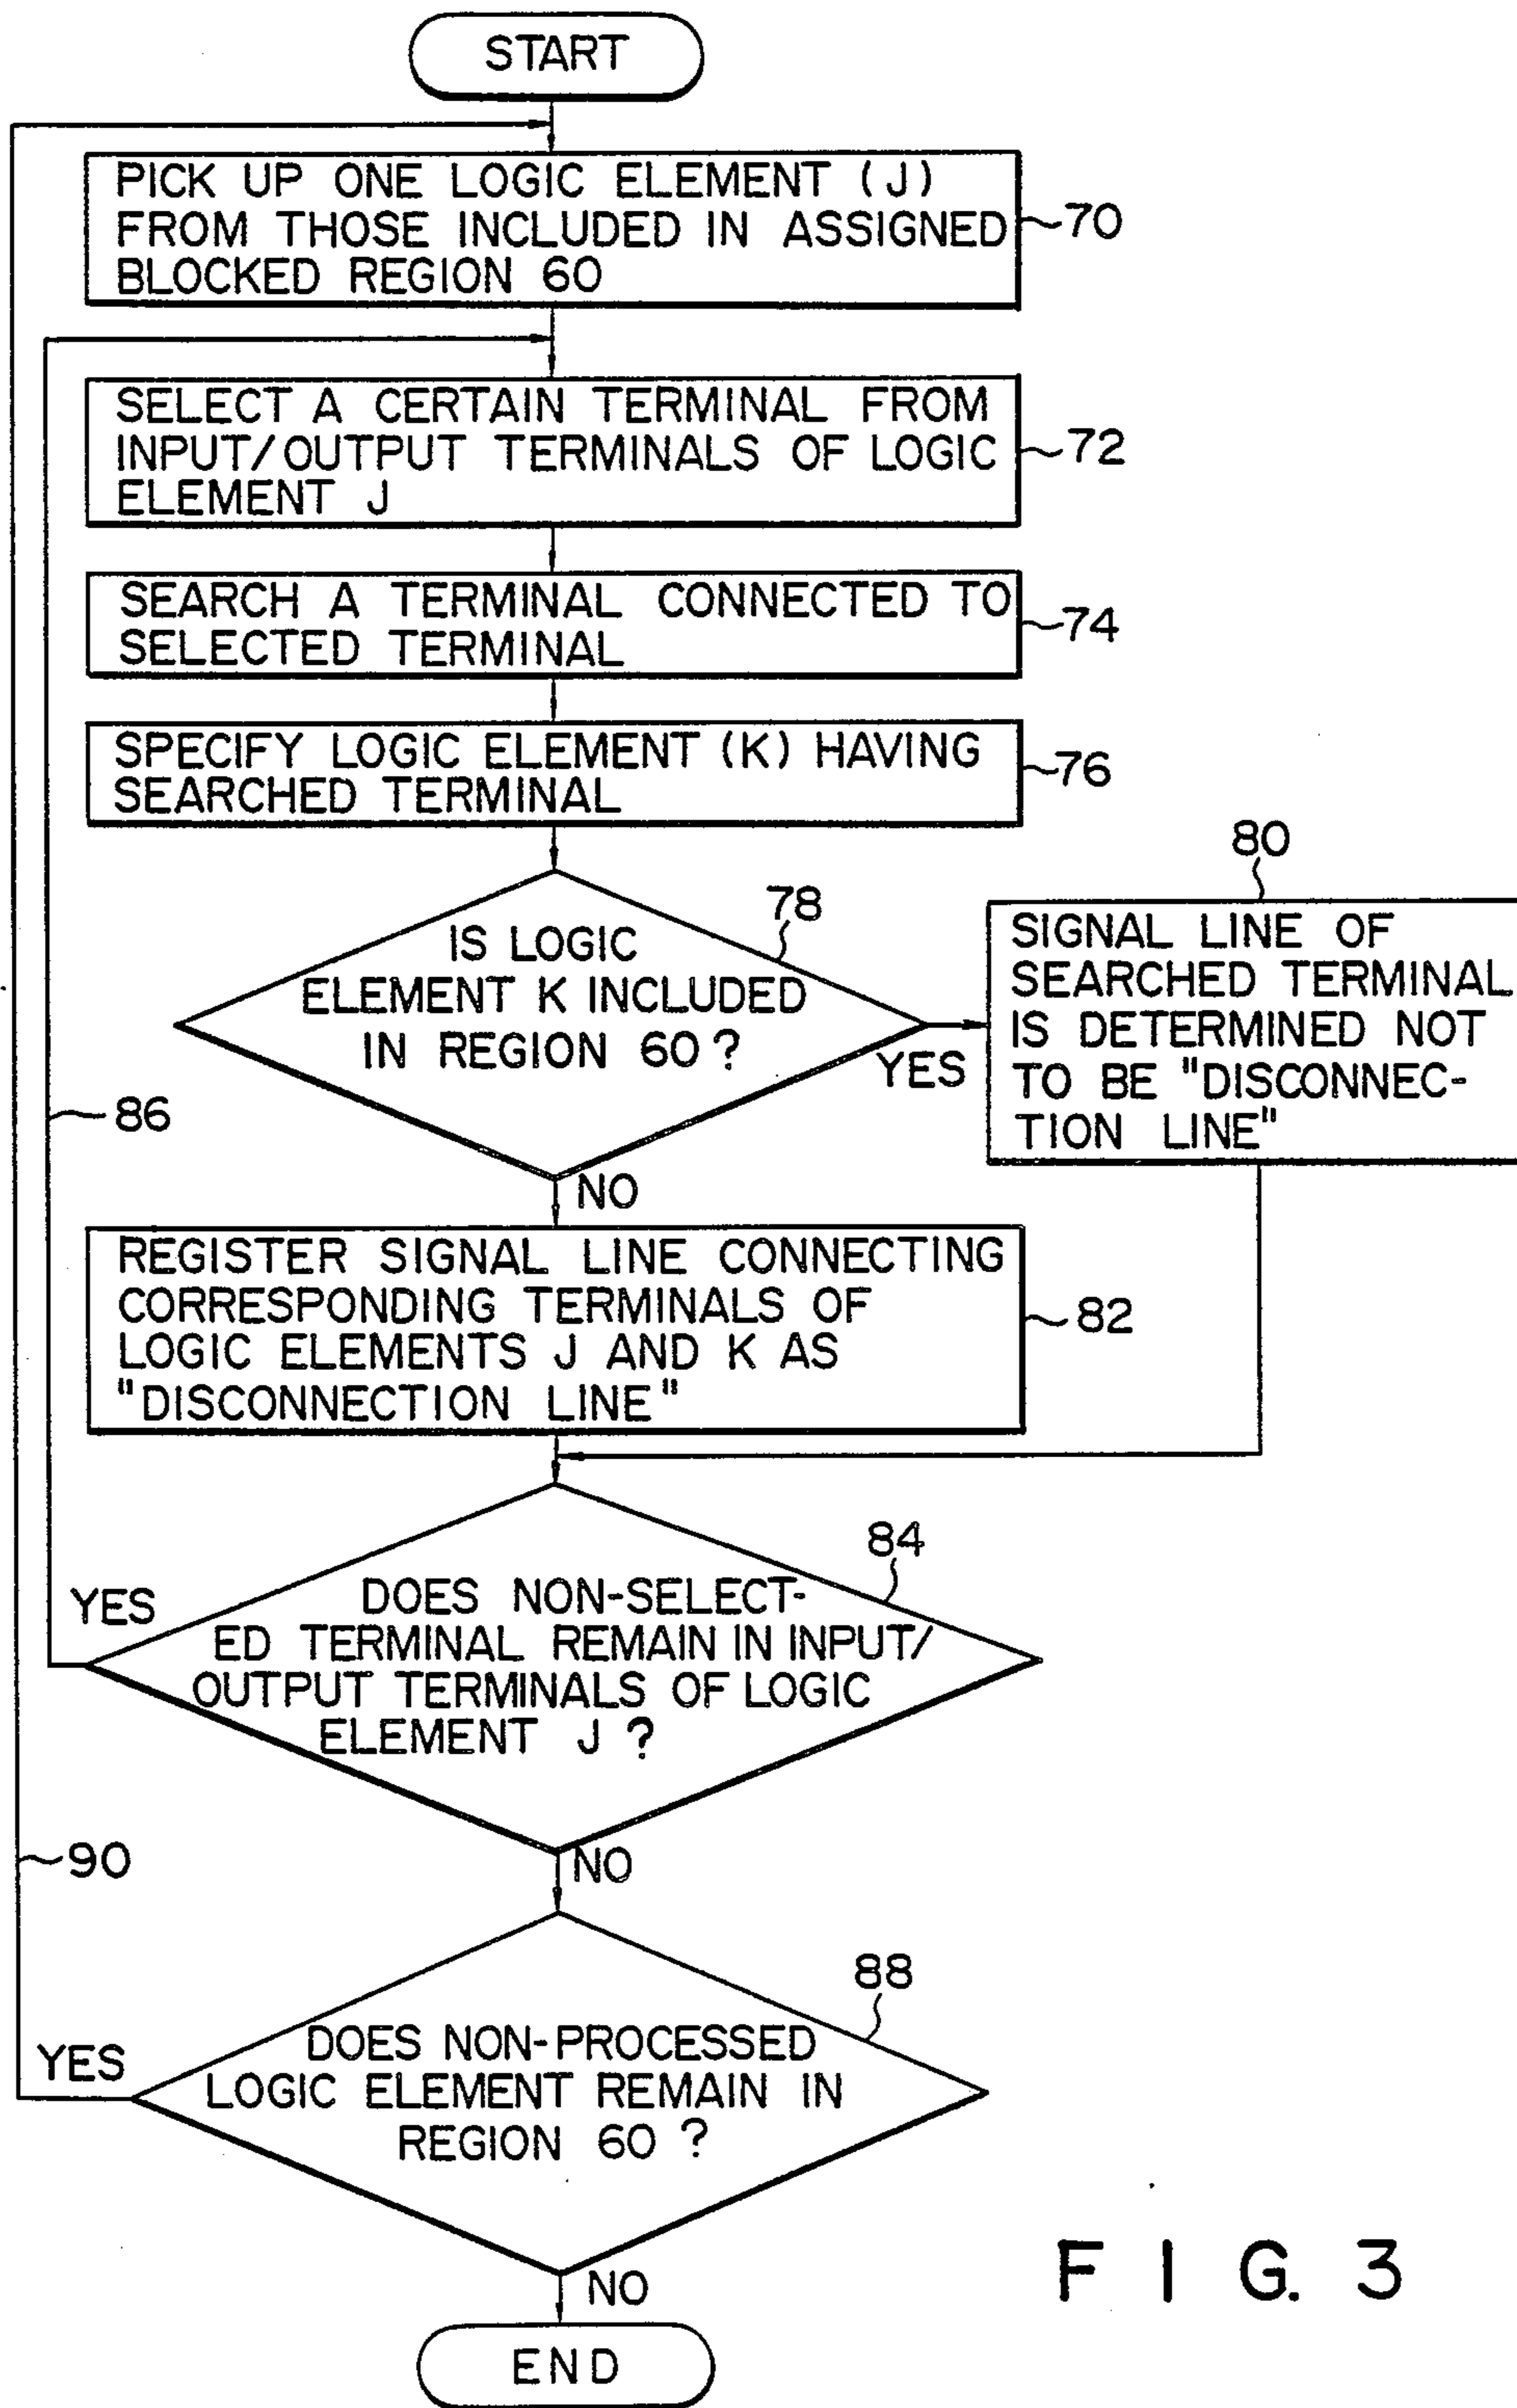 START
PICK UP ONE LOGIC ELEMENT (J)
FROM THOSE INCLUDED IN ASSIGNED
BLOCKED REGION 60
70
SELECT A CERTAIN TERMINAL FROM
INPUT/OUTPUT TERMINALS OF LOGIC
ELEMENT J
72
SEARCH A TERMINAL CONNECTED TO
SELECTED TERMINAL
74
SPECIFY LOGIC ELEMENT (K) HAVING
SEARCHED TERMINAL
76
IS LOGIC
ELEMENT K INCLUDED
IN REGION 60?
78
YES
NO
80
SIGNAL LINE OF
SEARCHED TERMINAL
IS DETERMINED NOT
TO BE "DISCONNEC-
TION LINE"
86
REGISTER SIGNAL LINE CONNECTING
CORRESPONDING TERMINALS OF
LOGIC ELEMENTS J AND K AS
"DISCONNECTION LINE"
82
84
YES
DOES NON-SELECT-
ED TERMINAL REMAIN IN INPUT/
OUTPUT TERMINALS OF LOGIC
ELEMENT J ?
NO
90
88
YES
DOES NON-PROCESSED
LOGIC ELEMENT REMAIN IN
REGION 60 ?
NO
END
FIG. 3